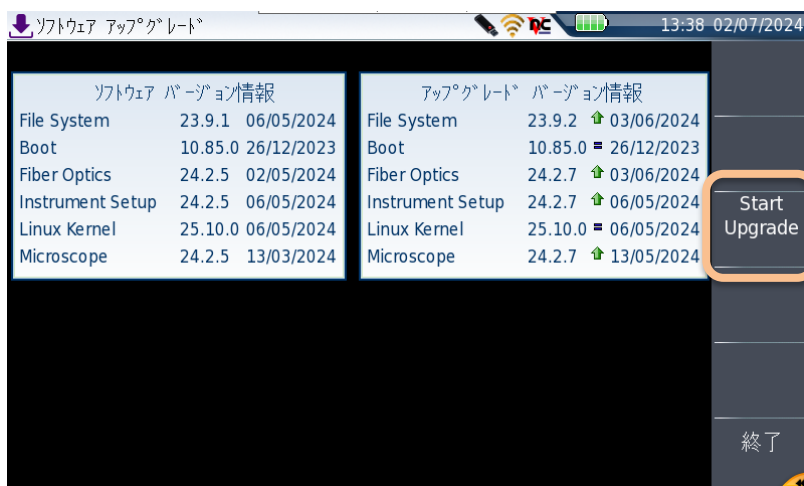 ソフトウェア アップグレード
13:38 02/07/2024
ソフトウェア バージョン情報
File System 23.9.1 06/05/2024
Boot 10.85.0 26/12/2023
Fiber Optics 24.2.5 02/05/2024
Instrument Setup 24.2.5 06/05/2024
Linux Kernel 25.10.0 06/05/2024
Microscope 24.2.5 13/03/2024
アップグレード バージョン情報
File System 23.9.2 03/06/2024
Boot 10.85.0 = 26/12/2023
Fiber Optics 24.2.7 03/06/2024
Instrument Setup 24.2.7 06/05/2024
Linux Kernel 25.10.0 = 06/05/2024
Microscope 24.2.7 13/05/2024
Start
Upgrade
終了